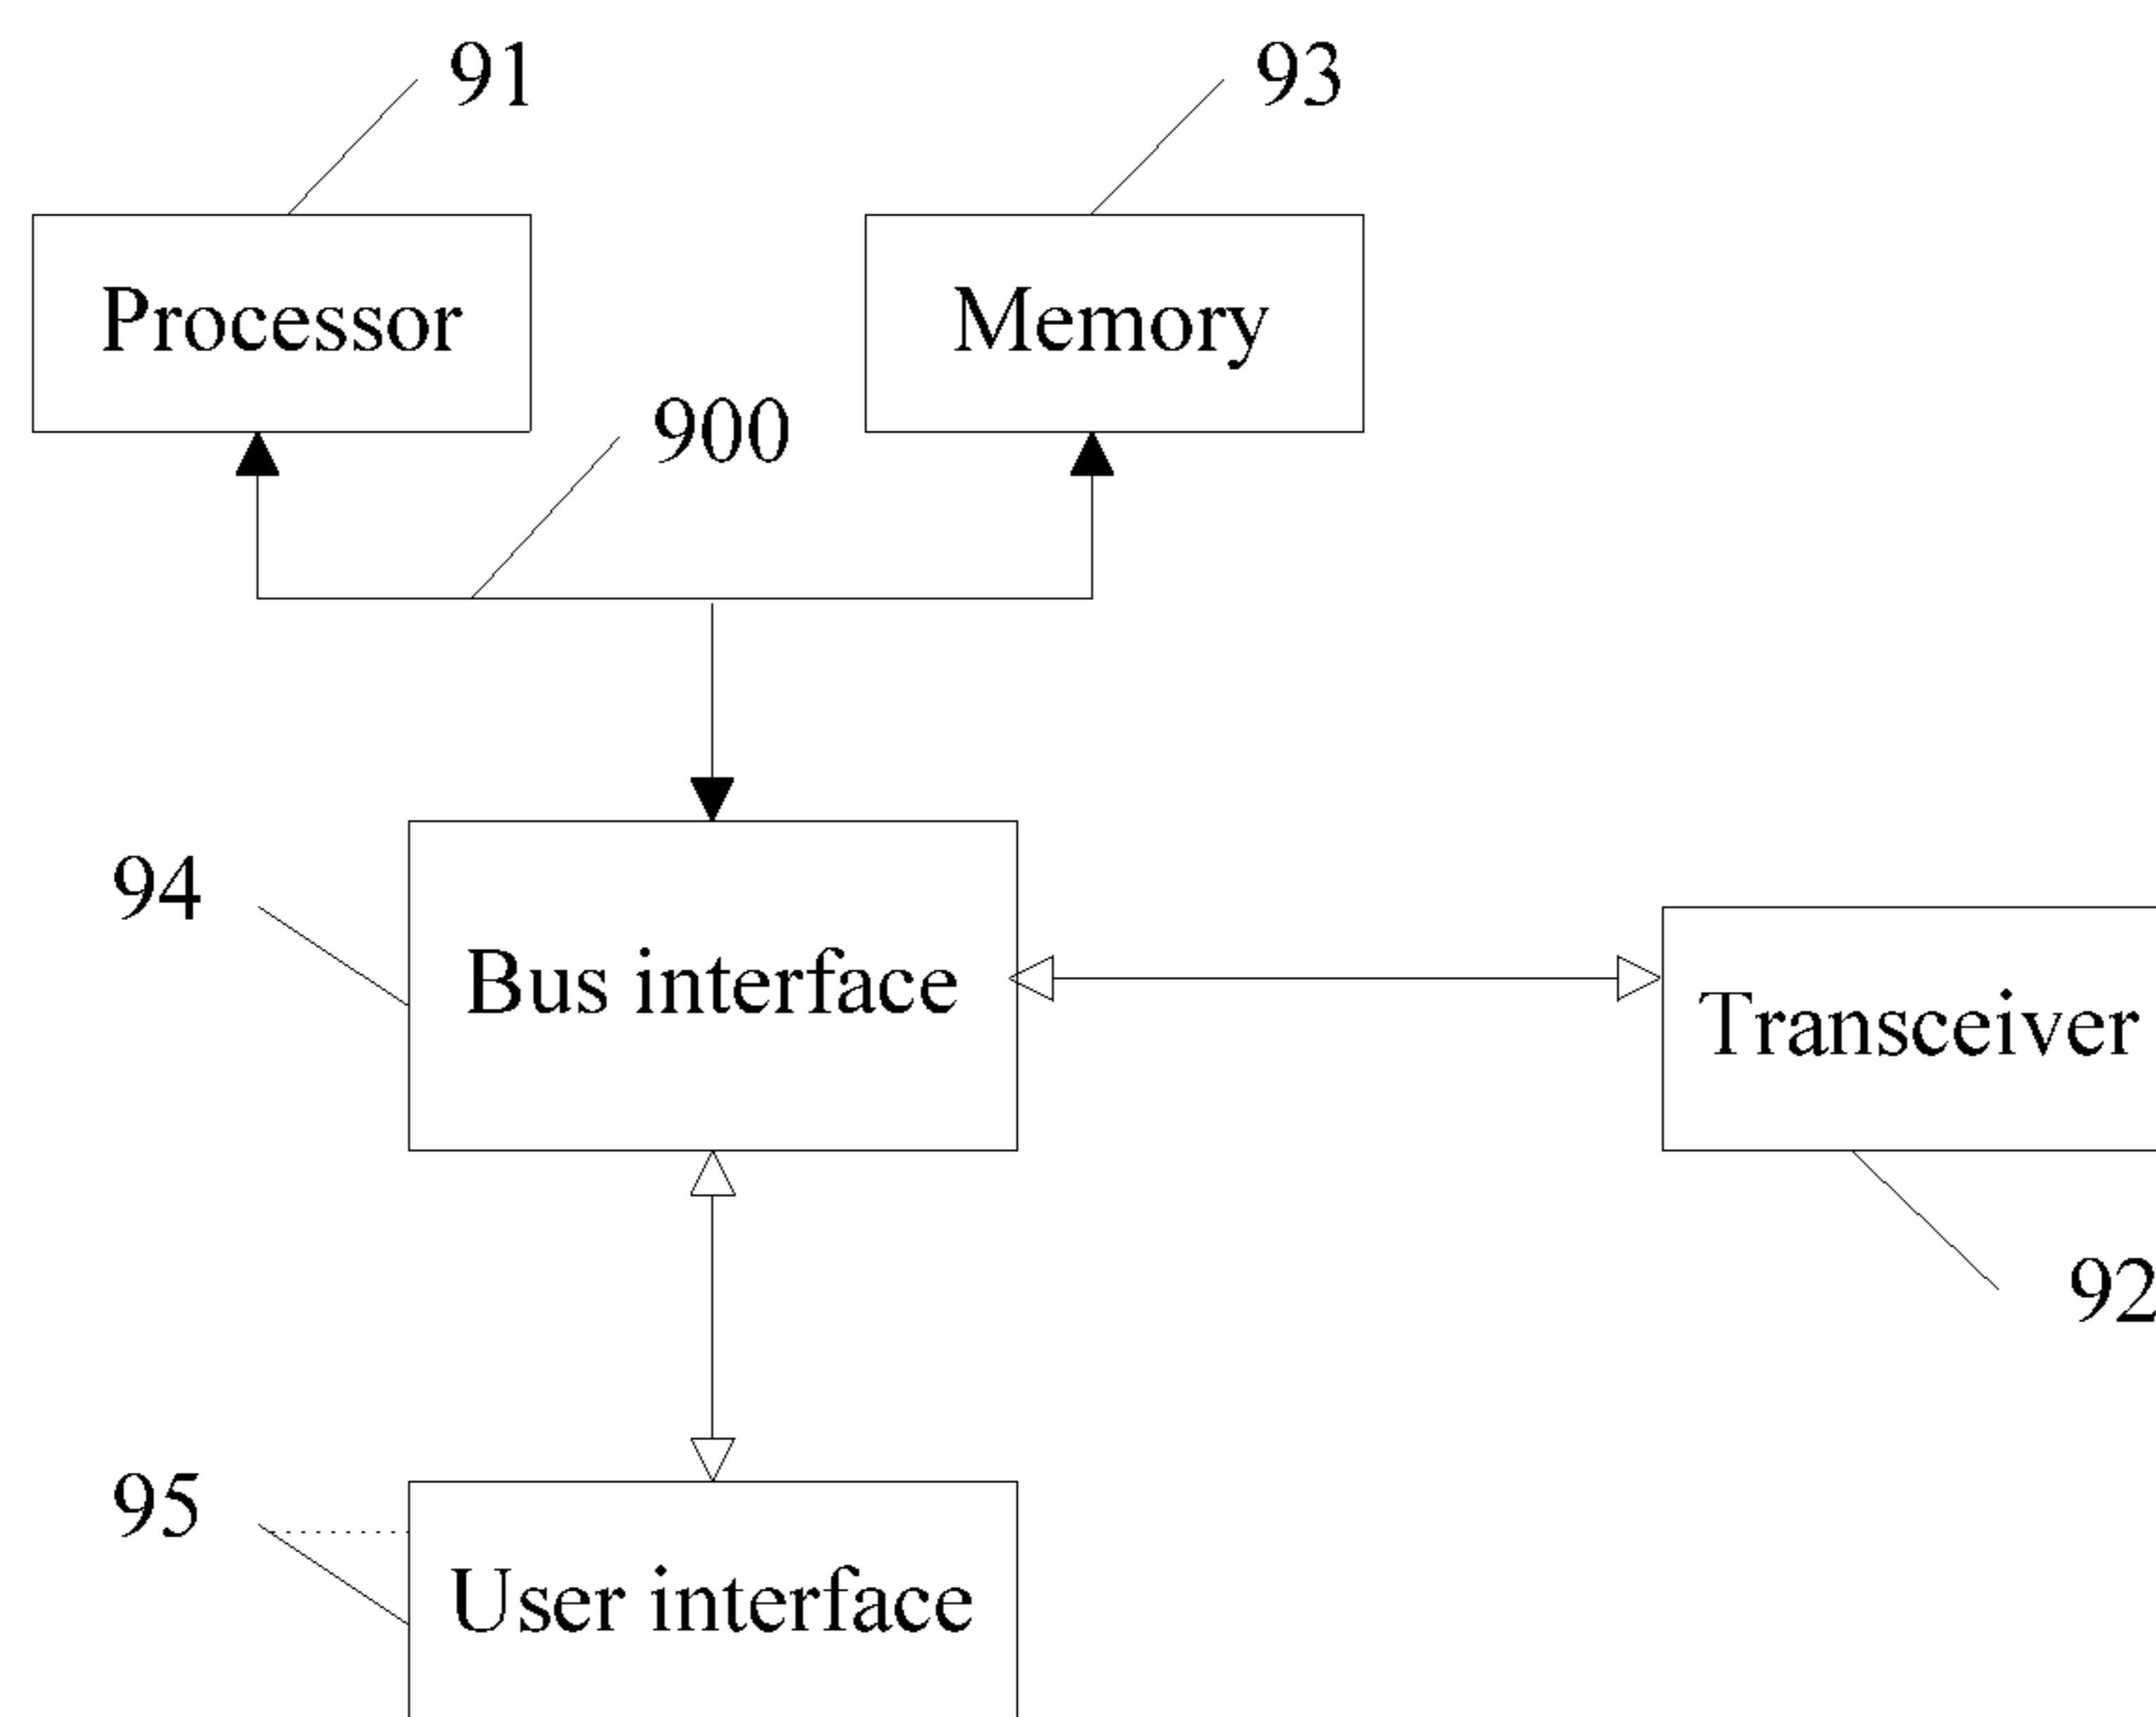 91
93
Processor
Memory
900
94
Bus interface
Transceiver
92
95
User interface